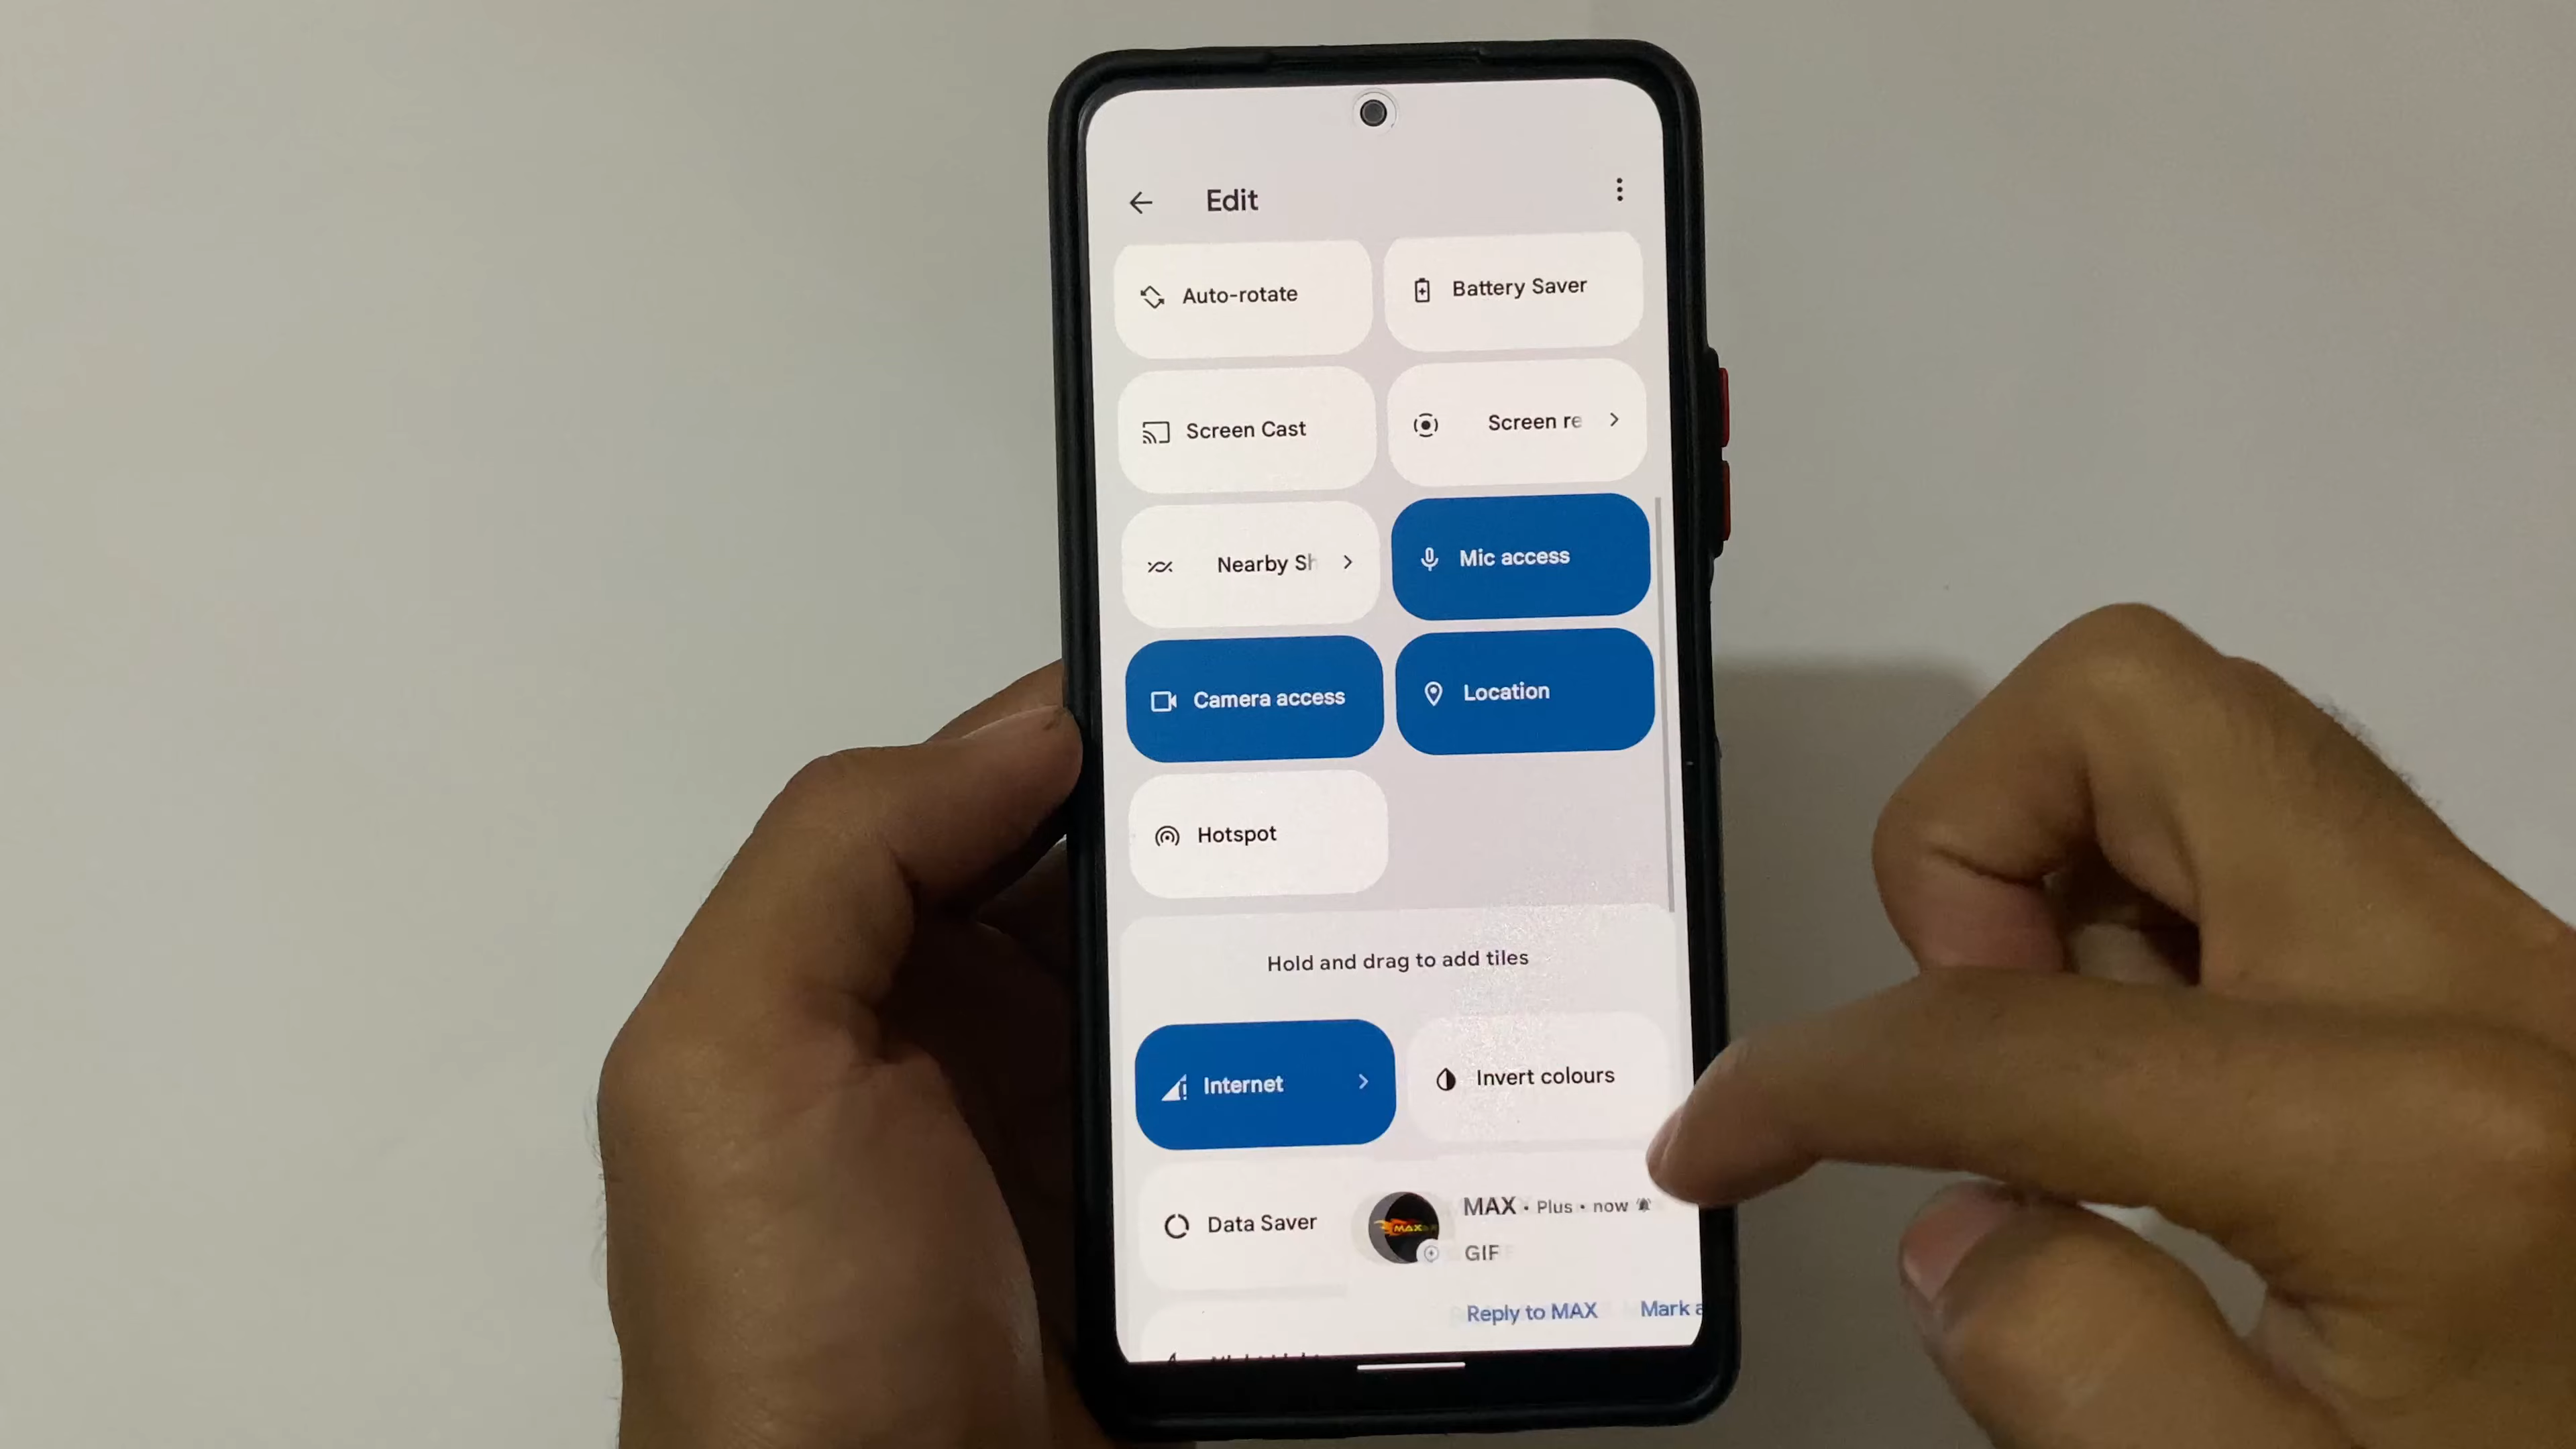 Edit
Auto-rotate
Battery Saver
Screen Cast
Screen re
Nearby Sh
Mic access
Camera access
Location
Hotspot
Hold and drag to add tiles
Internet
Invert colours
Data Saver
MAX • Plus • now
MAX
GIF
Reply to MAX
Mark a